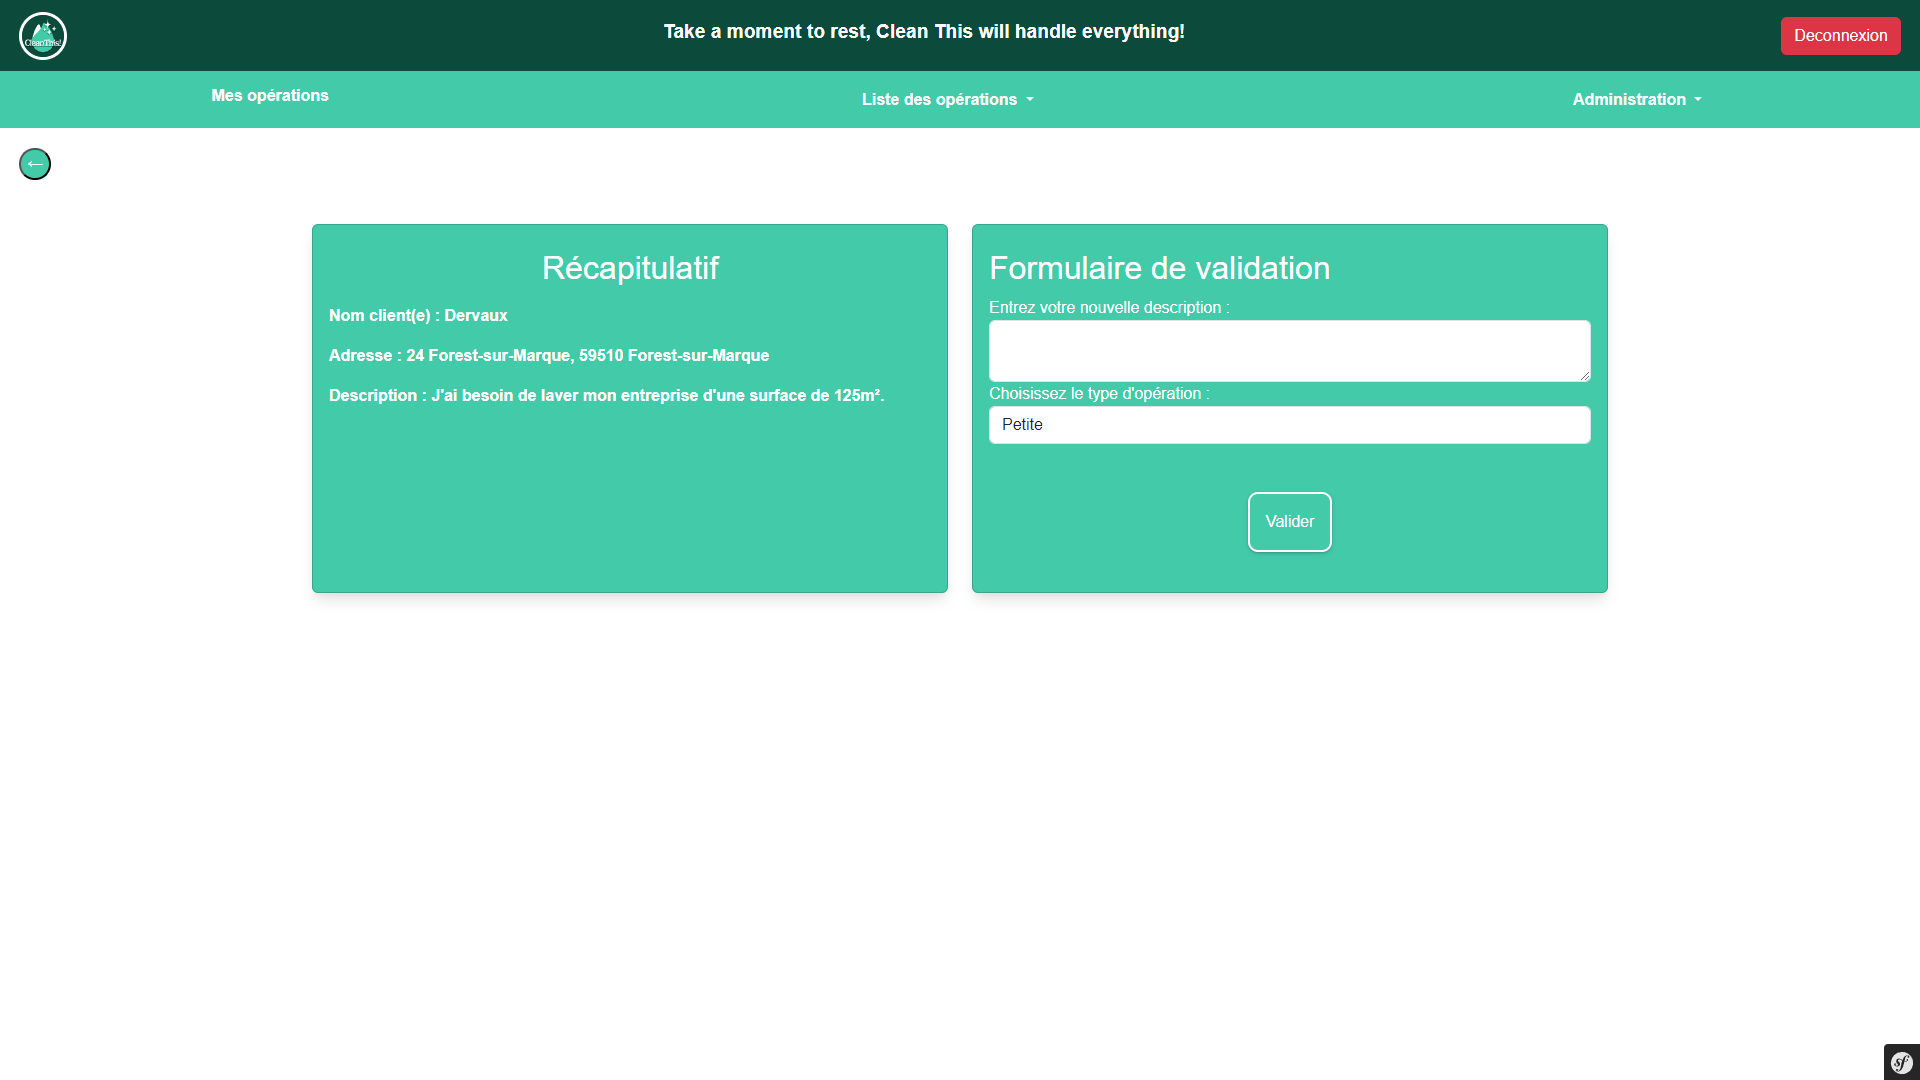 CleanThis!
Take a moment to rest, Clean This will handle everything!
Deconnexion
Mes opérations
Liste des opérations
Administration
←
Récapitulatif
Nom client(e) : Dervaux
Adresse : 24 Forest-sur-Marque, 59510 Forest-sur-Marque
Description : J'ai besoin de laver mon entreprise d'une surface de 125m².
Formulaire de validation
Entrez votre nouvelle description :
Choisissez le type d'opération :
Petite
Valider
sf